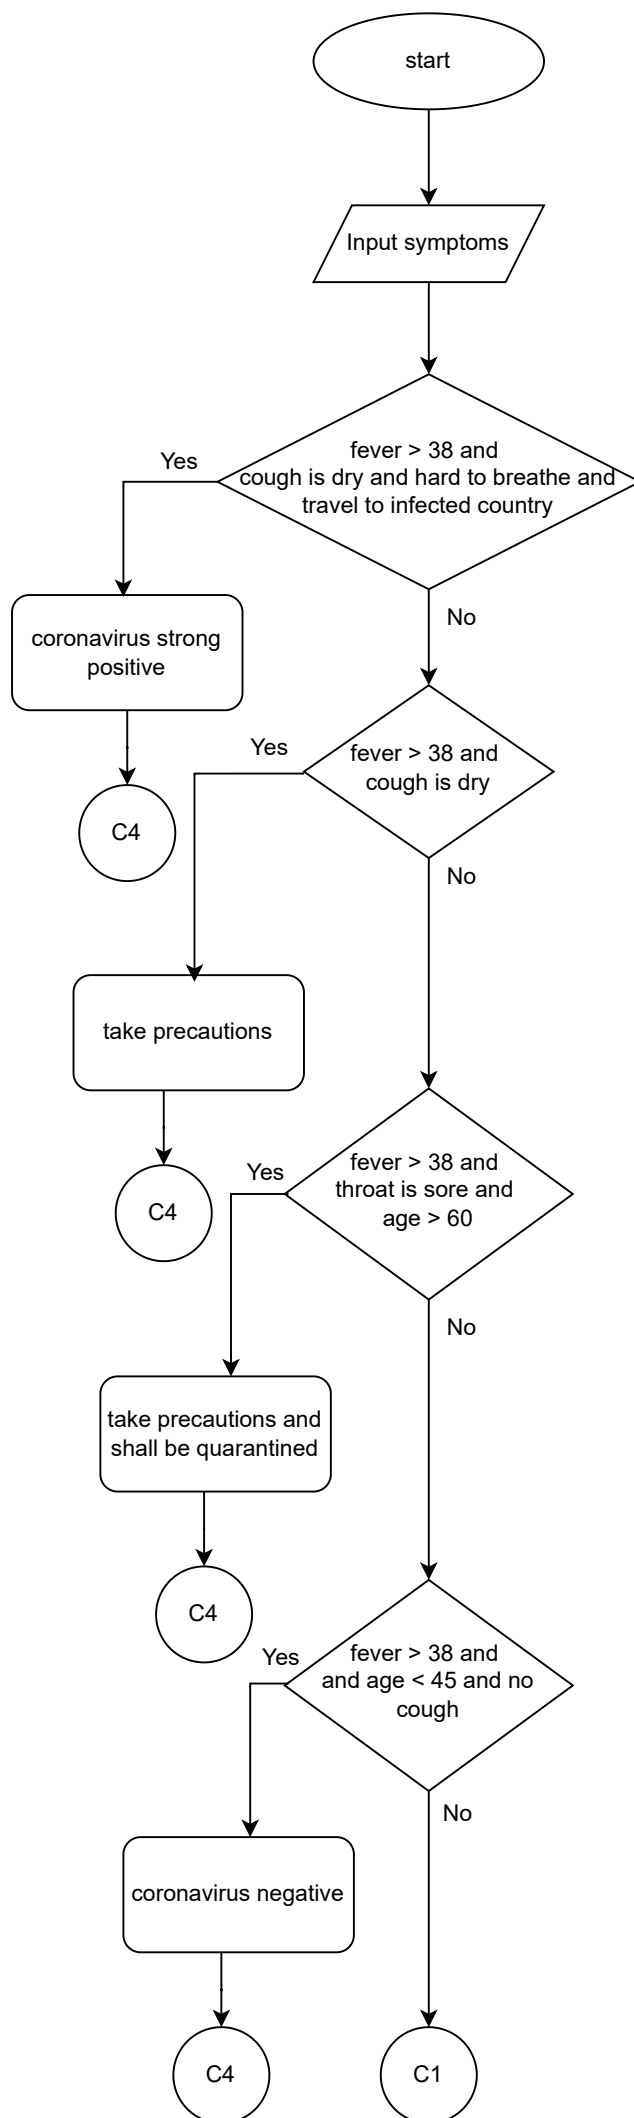 start
Input symptoms
fever > 38 and
cough is dry and hard to breathe and
travel to infected country
Yes
No
coronavirus strong
positive
C4
fever > 38 and
cough is dry
Yes
No
take precautions
C4
fever > 38 and
throat is sore and
age > 60
Yes
No
take precautions and
shall be quarantined
C4
fever > 38 and
and age < 45 and no
cough
Yes
No
coronavirus negative
C4
C1